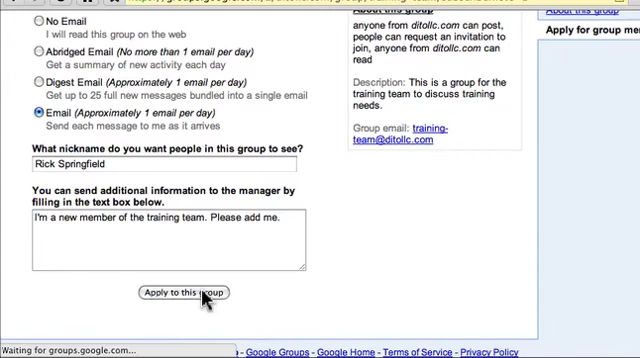 No Email
I will read this group on the web
Abridged Email (No more than 1 email per day)
Get a summary of new activity each day
Digest Email (Approximately 1 email per day)
Get up to 25 full new messages bundled into a single email
Email (Approximately 1 email per day)
Send each message to me as it arrives
What nickname do you want people in this group to see?
Rick Springfield
You can send additional information to the manager by
filling in the text box below.
I'm a new member of the training team. Please add me.
Apply to this group
About this group
anyone from ditollc.com can post,
people can request an invitation to
join, anyone from ditollc.com can
read
Description: This is a group for the
training team to discuss training
needs.
Group email: training-
team@ditollc.com
About this group
Apply for group mem
Waiting for groups.google.com...
- Google Groups - Google Home - Terms of Service - Privacy Policy